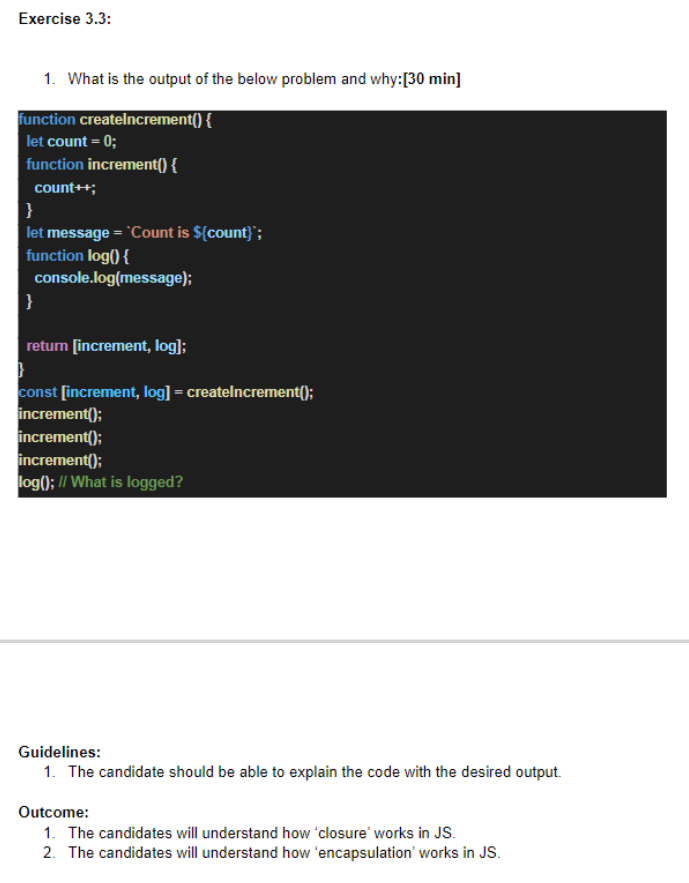 Exercise 3.3:
1. What is the output of the below problem and why:[30 min]
function createIncrement() {
let count = 0;
function increment() {
count++;
}
let message = `Count is ${count}`;
function log() {
console.log(message);
}
return [increment, log];
}
const [increment, log] = createIncrement();
increment();
increment();
increment();
log(); // What is logged?
Guidelines:
1. The candidate should be able to explain the code with the desired output.
Outcome:
1. The candidates will understand how ‘closure’ works in JS.
2. The candidates will understand how ‘encapsulation’ works in JS.